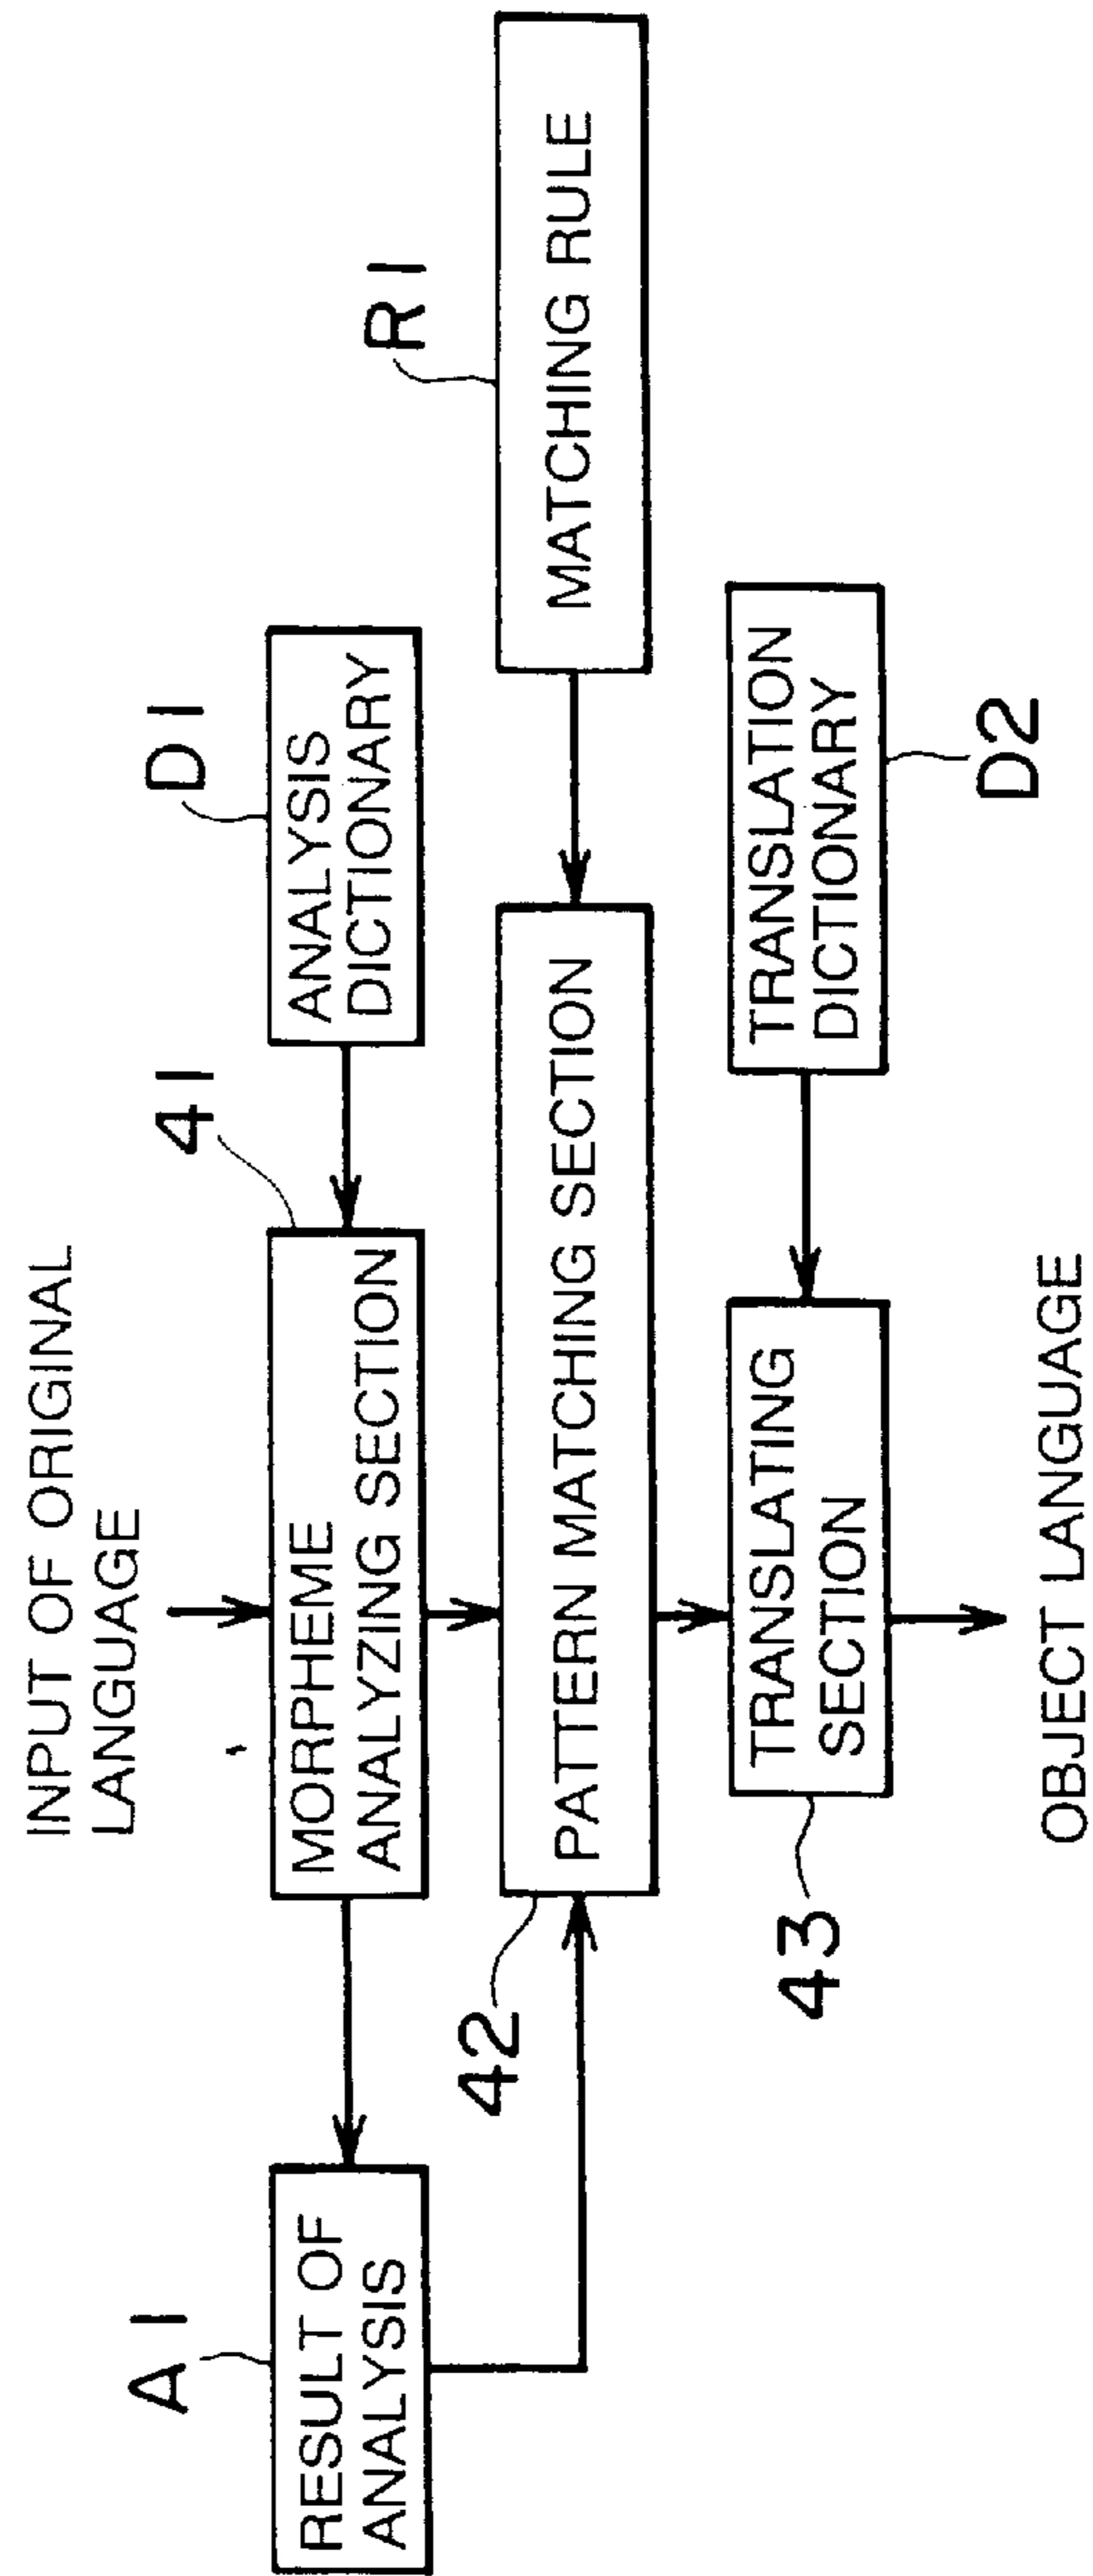 INPUT OF ORIGINAL
LANGUAGE
41
D1
A1
RESULT OF
ANALYSIS
MORPHEME
ANALYZING SECTION
ANALYSIS
DICTIONARY
R1
42
PATTERN MATCHING SECTION
MATCHING RULE
43
TRANSLATING
SECTION
TRANSLATION
DICTIONARY
D2
OBJECT LANGUAGE